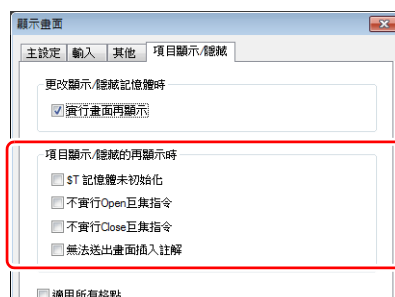 顯示畫面
主設定 輸入 其他 項目顯示/隱藏
更改顯示/隱藏記憶體時
實行畫面再顯示
項目顯示/隱藏的再顯示時
$T 記憶體未初始化
不實行Open巨集指令
不實行Close巨集指令
無法送出畫面插入註解
適用所有格點